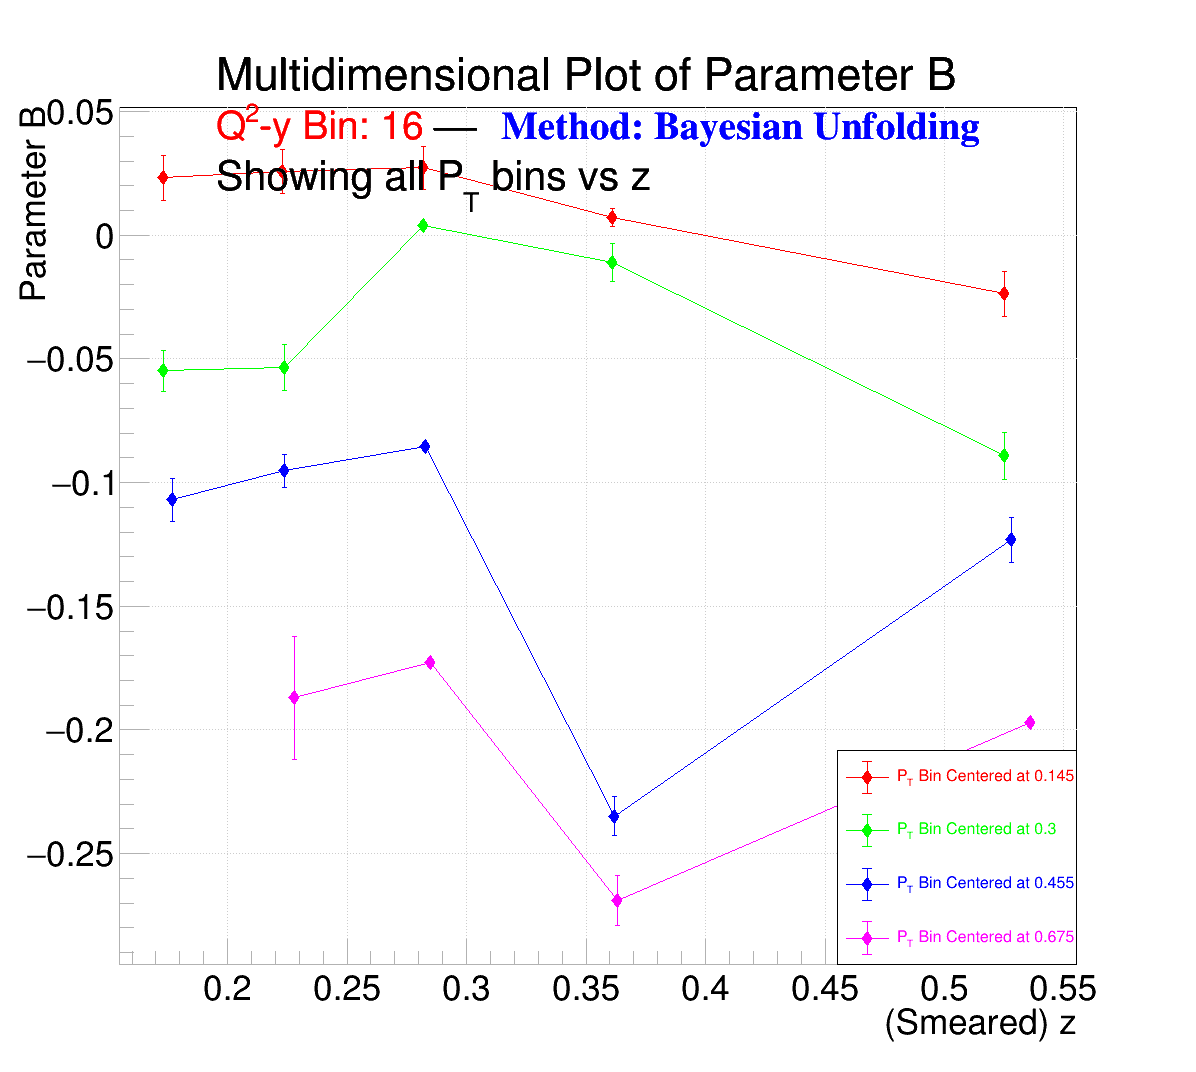 Multidimensional Plot of Parameter B
Q²-y Bin: 16 — Method: Bayesian Unfolding
Showing all P_T bins vs z
Parameter B
0.05
0
−0.05
−0.1
−0.15
−0.2
−0.25
P_T Bin Centered at 0.145
P_T Bin Centered at 0.3
P_T Bin Centered at 0.455
P_T Bin Centered at 0.675
0.2 0.25 0.3 0.35 0.4 0.45 0.5 0.55
(Smeared) z